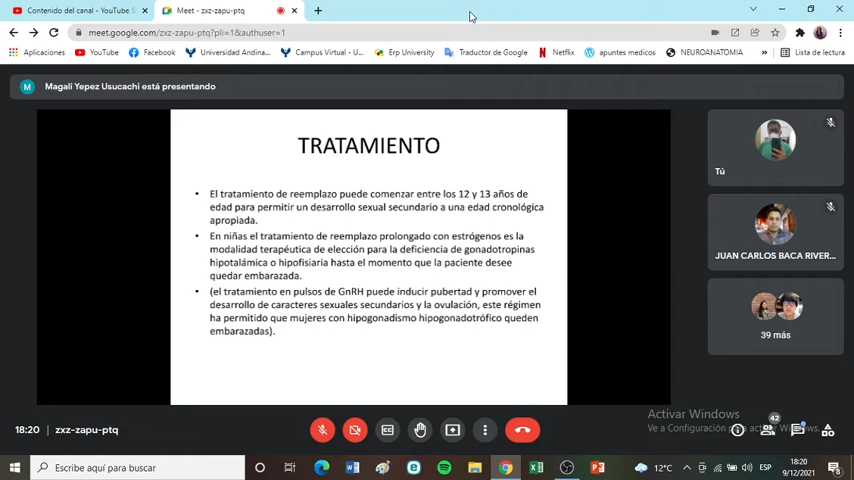 Contenido del canal - YouTube S
Meet - zxz-zapu-ptq
meet.google.com/zxz-zapu-ptq?pli=1&authuser=1
Aplicaciones
YouTube
Facebook
Universidad Andina...
Campus Virtual - U...
Erp University
Traductor de Google
Netflix
apuntes medicos
NEUROANOMIA
Lista de lectura
M
Magali Yepez Usucachi está presentando
TRATAMIENTO
• El tratamiento de reemplazo puede comenzar entre los 12 y 13 años de
edad para permitir un desarrollo sexual secundario a una edad cronológica
apropiada.
• En niñas el tratamiento de reemplazo prolongado con estrógenos es la
modalidad terapéutica de elección para la deficiencia de gonadotropinas
hipotalámica o hipofisiaria hasta el momento que la paciente desee
quedar embarazada.
• (el tratamiento en pulsos de GnRH puede inducir pubertad y promover el
desarrollo de caracteres sexuales secundarios y la ovulación, este régimen
ha permitido que mujeres con hipogonadismo hipogonadotrófico queden
embarazadas).
Tú
JUAN CARLOS BACA RIVER...
39 más
Activar Windows
Ve a Configuración para activar Windows.
18:20
zxz-zapu-ptq
42
Escribe aquí para buscar
12°C
ESP
18:20
9/12/2021